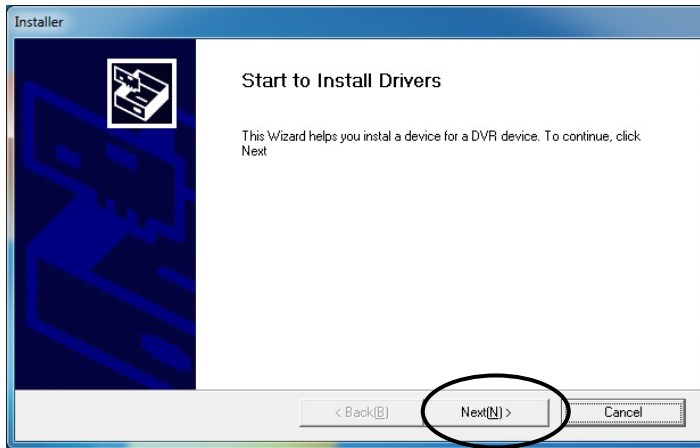 Installer
Start to Install Drivers
This Wizard helps you instal a device for a DVR device. To continue, click
Next
< Back(B)
Next(N) >
Cancel